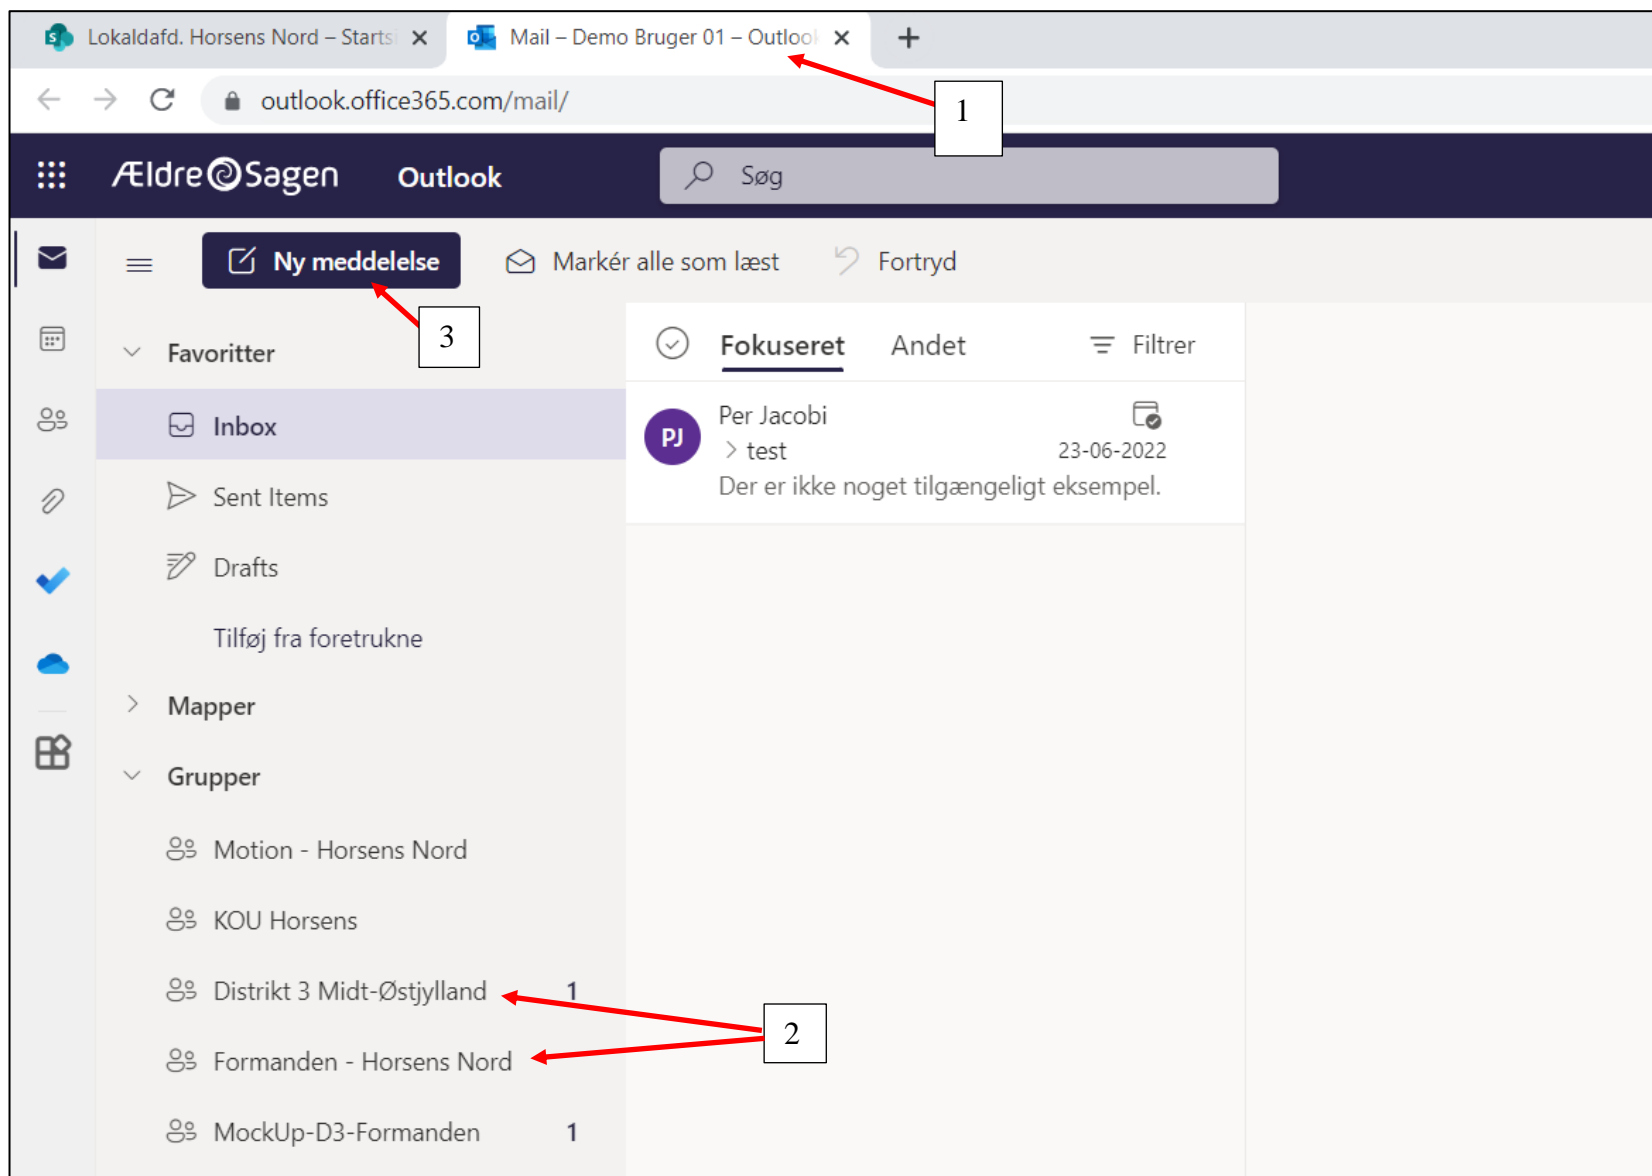 Lokaldafd. Horsens Nord – Starts
Mail – Demo Bruger 01 – Outloo
outlook.office365.com/mail/
1
ÆldreSagen
Outlook
Søg
Ny meddelelse
Markér alle som læst
Fortryd
3
Favoritter
Fokuseret
Andet
Filtrer
Inbox
PJ
Per Jacobi
> test
23-06-2022
Der er ikke noget tilgængeligt eksempel.
Sent Items
Drafts
Tilføj fra foretrukne
Mapper
Grupper
Motion - Horsens Nord
KOU Horsens
Distrikt 3 Midt-Østjylland 1
2
Formanden - Horsens Nord
MockUp-D3-Formanden 1